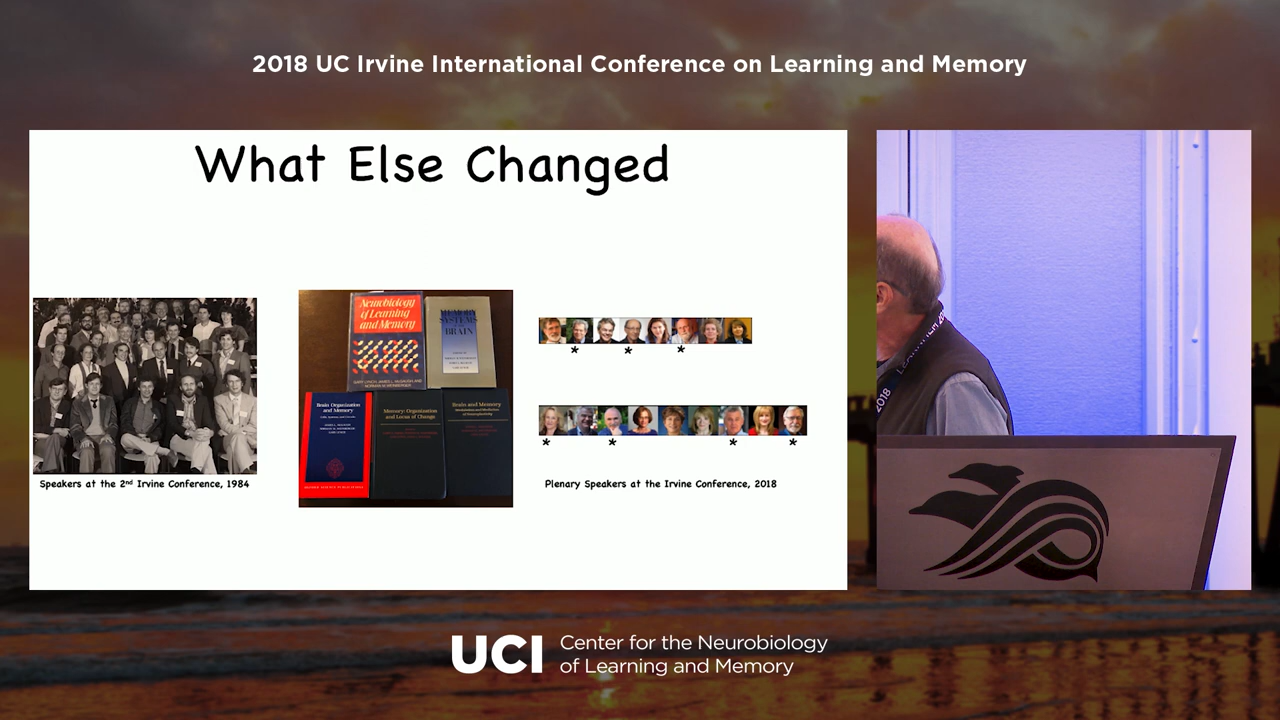 2018 UC Irvine International Conference on Learning and Memory
What Else Changed
Neurobiology
of Learning
and Memory
MEMORY
SYSTEMS
BRAIN
Brain Organization
and Memory
Memory: Organization
and Locus of Change
Brain and Memory
* * *
* * * *
Speakers at the 2nd Irvine Conference, 1984
Plenary Speakers at the Irvine Conference, 2018
2018
UCI
Center for the Neurobiology
of Learning and Memory